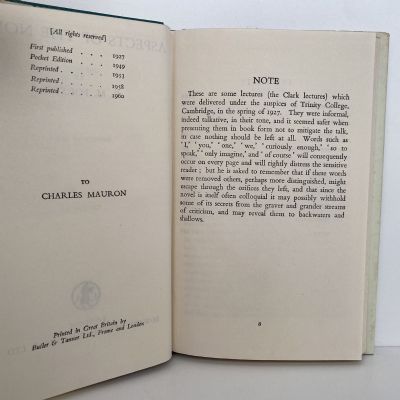 [All rights reserved]
First published . . . . 1927
Pocket Edition . . . . 1949
Reprinted . . . . 1953
Reprinted . . . . 1958
Reprinted . . . . 1960
TO
CHARLES MAURON
Printed in Great Britain by
Butler & Tanner Ltd., Frome and London
NOTE
These are some lectures (the Clark lectures) which
were delivered under the auspices of Trinity College,
Cambridge, in the spring of 1927. They were informal,
indeed talkative, in their tone, and it seemed safer when
presenting them in book form not to mitigate the talk,
in case nothing should be left at all. Words such as
' I,' ' you,' ' one,' ' we,' ' curiously enough,' ' so to
speak,' ' only imagine,' and ' of course ' will consequently
occur on every page and will rightly distress the sensitive
reader ; but he is asked to remember that if these words
were removed others, perhaps more distinguished, might
escape through the orifices they left, and that since the
novel is itself often colloquial it may possibly withhold
some of its secrets from the graver and grander streams
of criticism, and may reveal them to backwaters and
shallows.